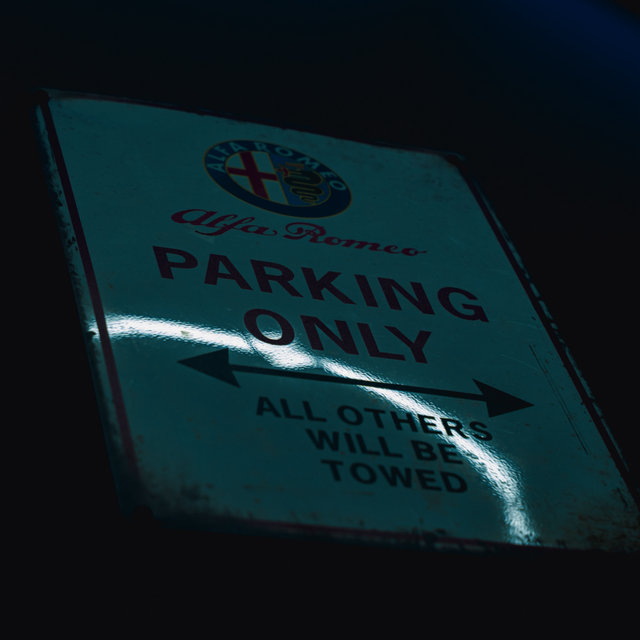 ALFA ROMEO
Alfa Romeo
PARKING
ONLY
ALL OTHERS
WILL BE
TOWED